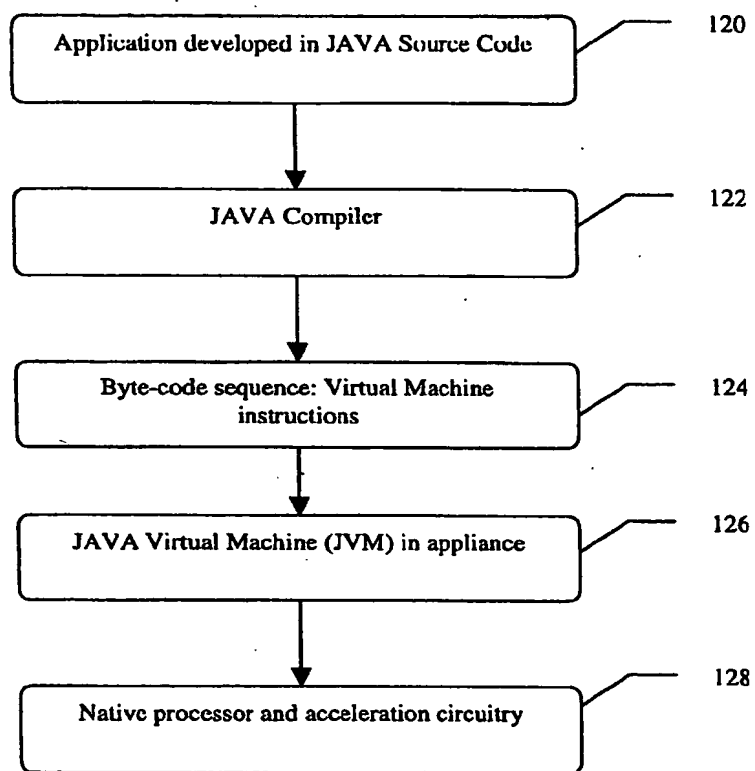 Application developed in JAVA Source Code
120
JAVA Compiler
122
Byte-code sequence: Virtual Machine
instructions
124
JAVA Virtual Machine (JVM) in appliance
126
Native processor and acceleration circuitry
128